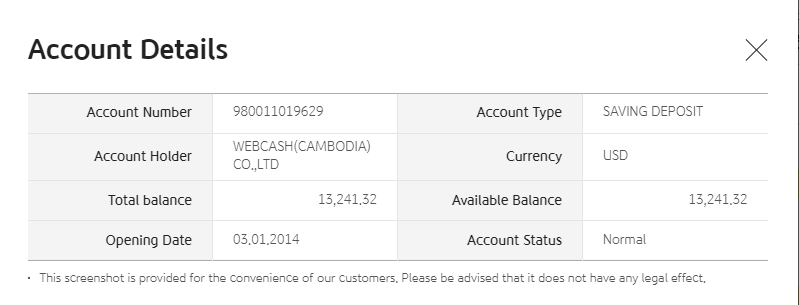 Account Details
Account Number 980011019629 Account Type SAVING DEPOSIT
Account Holder WEBCASH(CAMBODIA) CO.,LTD Currency USD
Total balance 13,241.32 Available Balance 13,241.32
Opening Date 03.01.2014 Account Status Normal
· This screenshot is provided for the convenience of our customers. Please be advised that it does not have any legal effect.